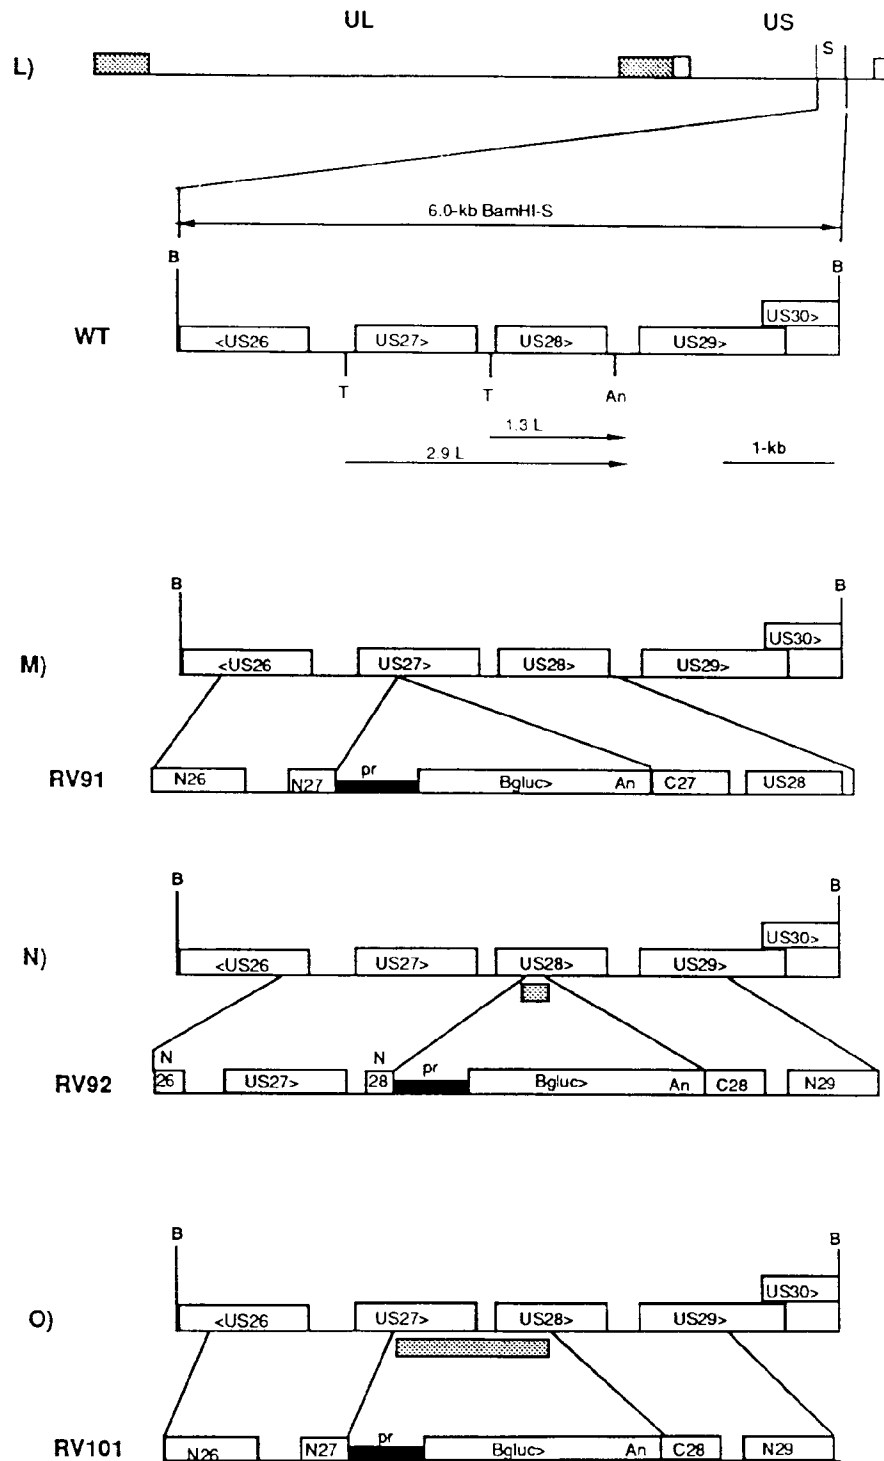 UL US
L) S
6.0-kb BamHI-S
B B
US30>
WT <US26 US27> US28> US29>
T T An
1.3 L
2.9 L 1-kb
B B
US30>
M) <US26 US27> US28> US29>
pr
RV91 N26 N27 Bgluc> An C27 US28
B B
US30>
N) <US26 US27> US28> US29>
N N pr
RV92 26 US27> 28 Bgluc> An C28 N29
B B
US30>
O) <US26 US27> US28> US29>
pr
RV101 N26 N27 Bgluc> An C28 N29